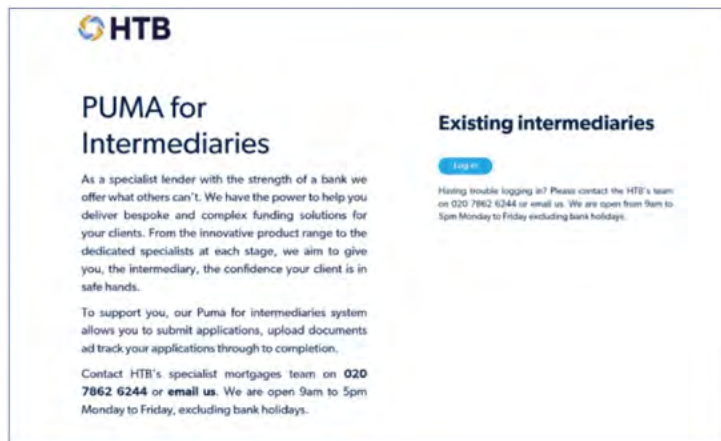 HTB
PUMA for
Intermediaries
As a specialist lender with the strength of a bank we
offer what others can't. We have the power to help you
deliver bespoke and complex funding solutions for
your clients. From the innovative product range to the
dedicated specialists at each stage, we aim to give
you, the intermediary, the confidence your client is in
safe hands.
To support you, our Puma for intermediaries system
allows you to submit applications, upload documents
ad track your applications through to completion.
Contact HTB's specialist mortgages team on 020
7862 6244 or email us. We are open 9am to 5pm
Monday to Friday, excluding bank holidays.
Existing intermediaries
Log in
Having trouble logging in? Please contact the HTB's team
on 020 7862 6244 or email us. We are open from 9am to
5pm Monday to Friday excluding bank holidays.